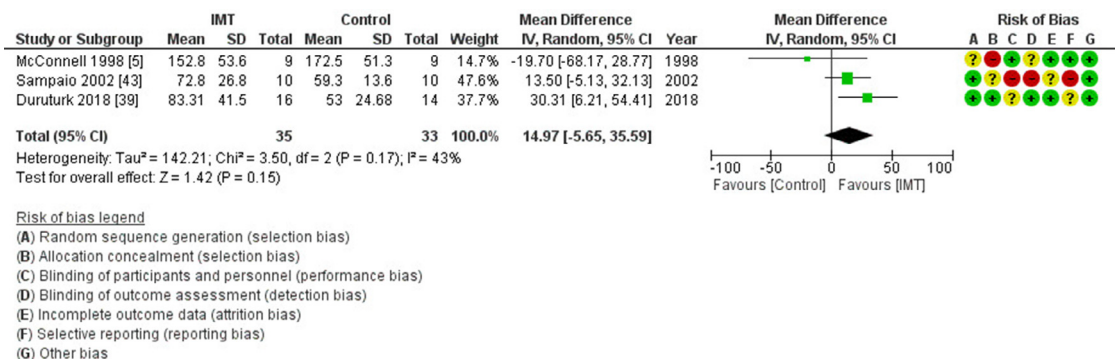 IMT Control Mean Difference Mean Difference Risk of Bias
Study or Subgroup Mean SD Total Mean SD Total Weight IV, Random, 95% CI Year IV, Random, 95% CI A B C D E F G
McConnell 1998 [5] 152.8 53.6 9 172.5 51.3 9 14.7% -19.70 [-68.17, 28.77] 1998 ? – + ? + + +
Sampaio 2002 [43] 72.8 26.8 10 59.3 13.6 10 47.6% 13.50 [-5.13, 32.13] 2002 + ? – – ? – +
Duruturk 2018 [39] 83.31 41.5 16 53 24.68 14 37.7% 30.31 [6.21, 54.41] 2018 + + ? + + ? +
Total (95% CI) 35 33 100.0% 14.97 [-5.65, 35.59]
Heterogeneity: Tau² = 142.21; Chi² = 3.50, df = 2 (P = 0.17); I² = 43%
Test for overall effect: Z = 1.42 (P = 0.15)
-100 -50 0 50 100
Favours [Control] Favours [IMT]
Risk of bias legend
(A) Random sequence generation (selection bias)
(B) Allocation concealment (selection bias)
(C) Blinding of participants and personnel (performance bias)
(D) Blinding of outcome assessment (detection bias)
(E) Incomplete outcome data (attrition bias)
(F) Selective reporting (reporting bias)
(G) Other bias